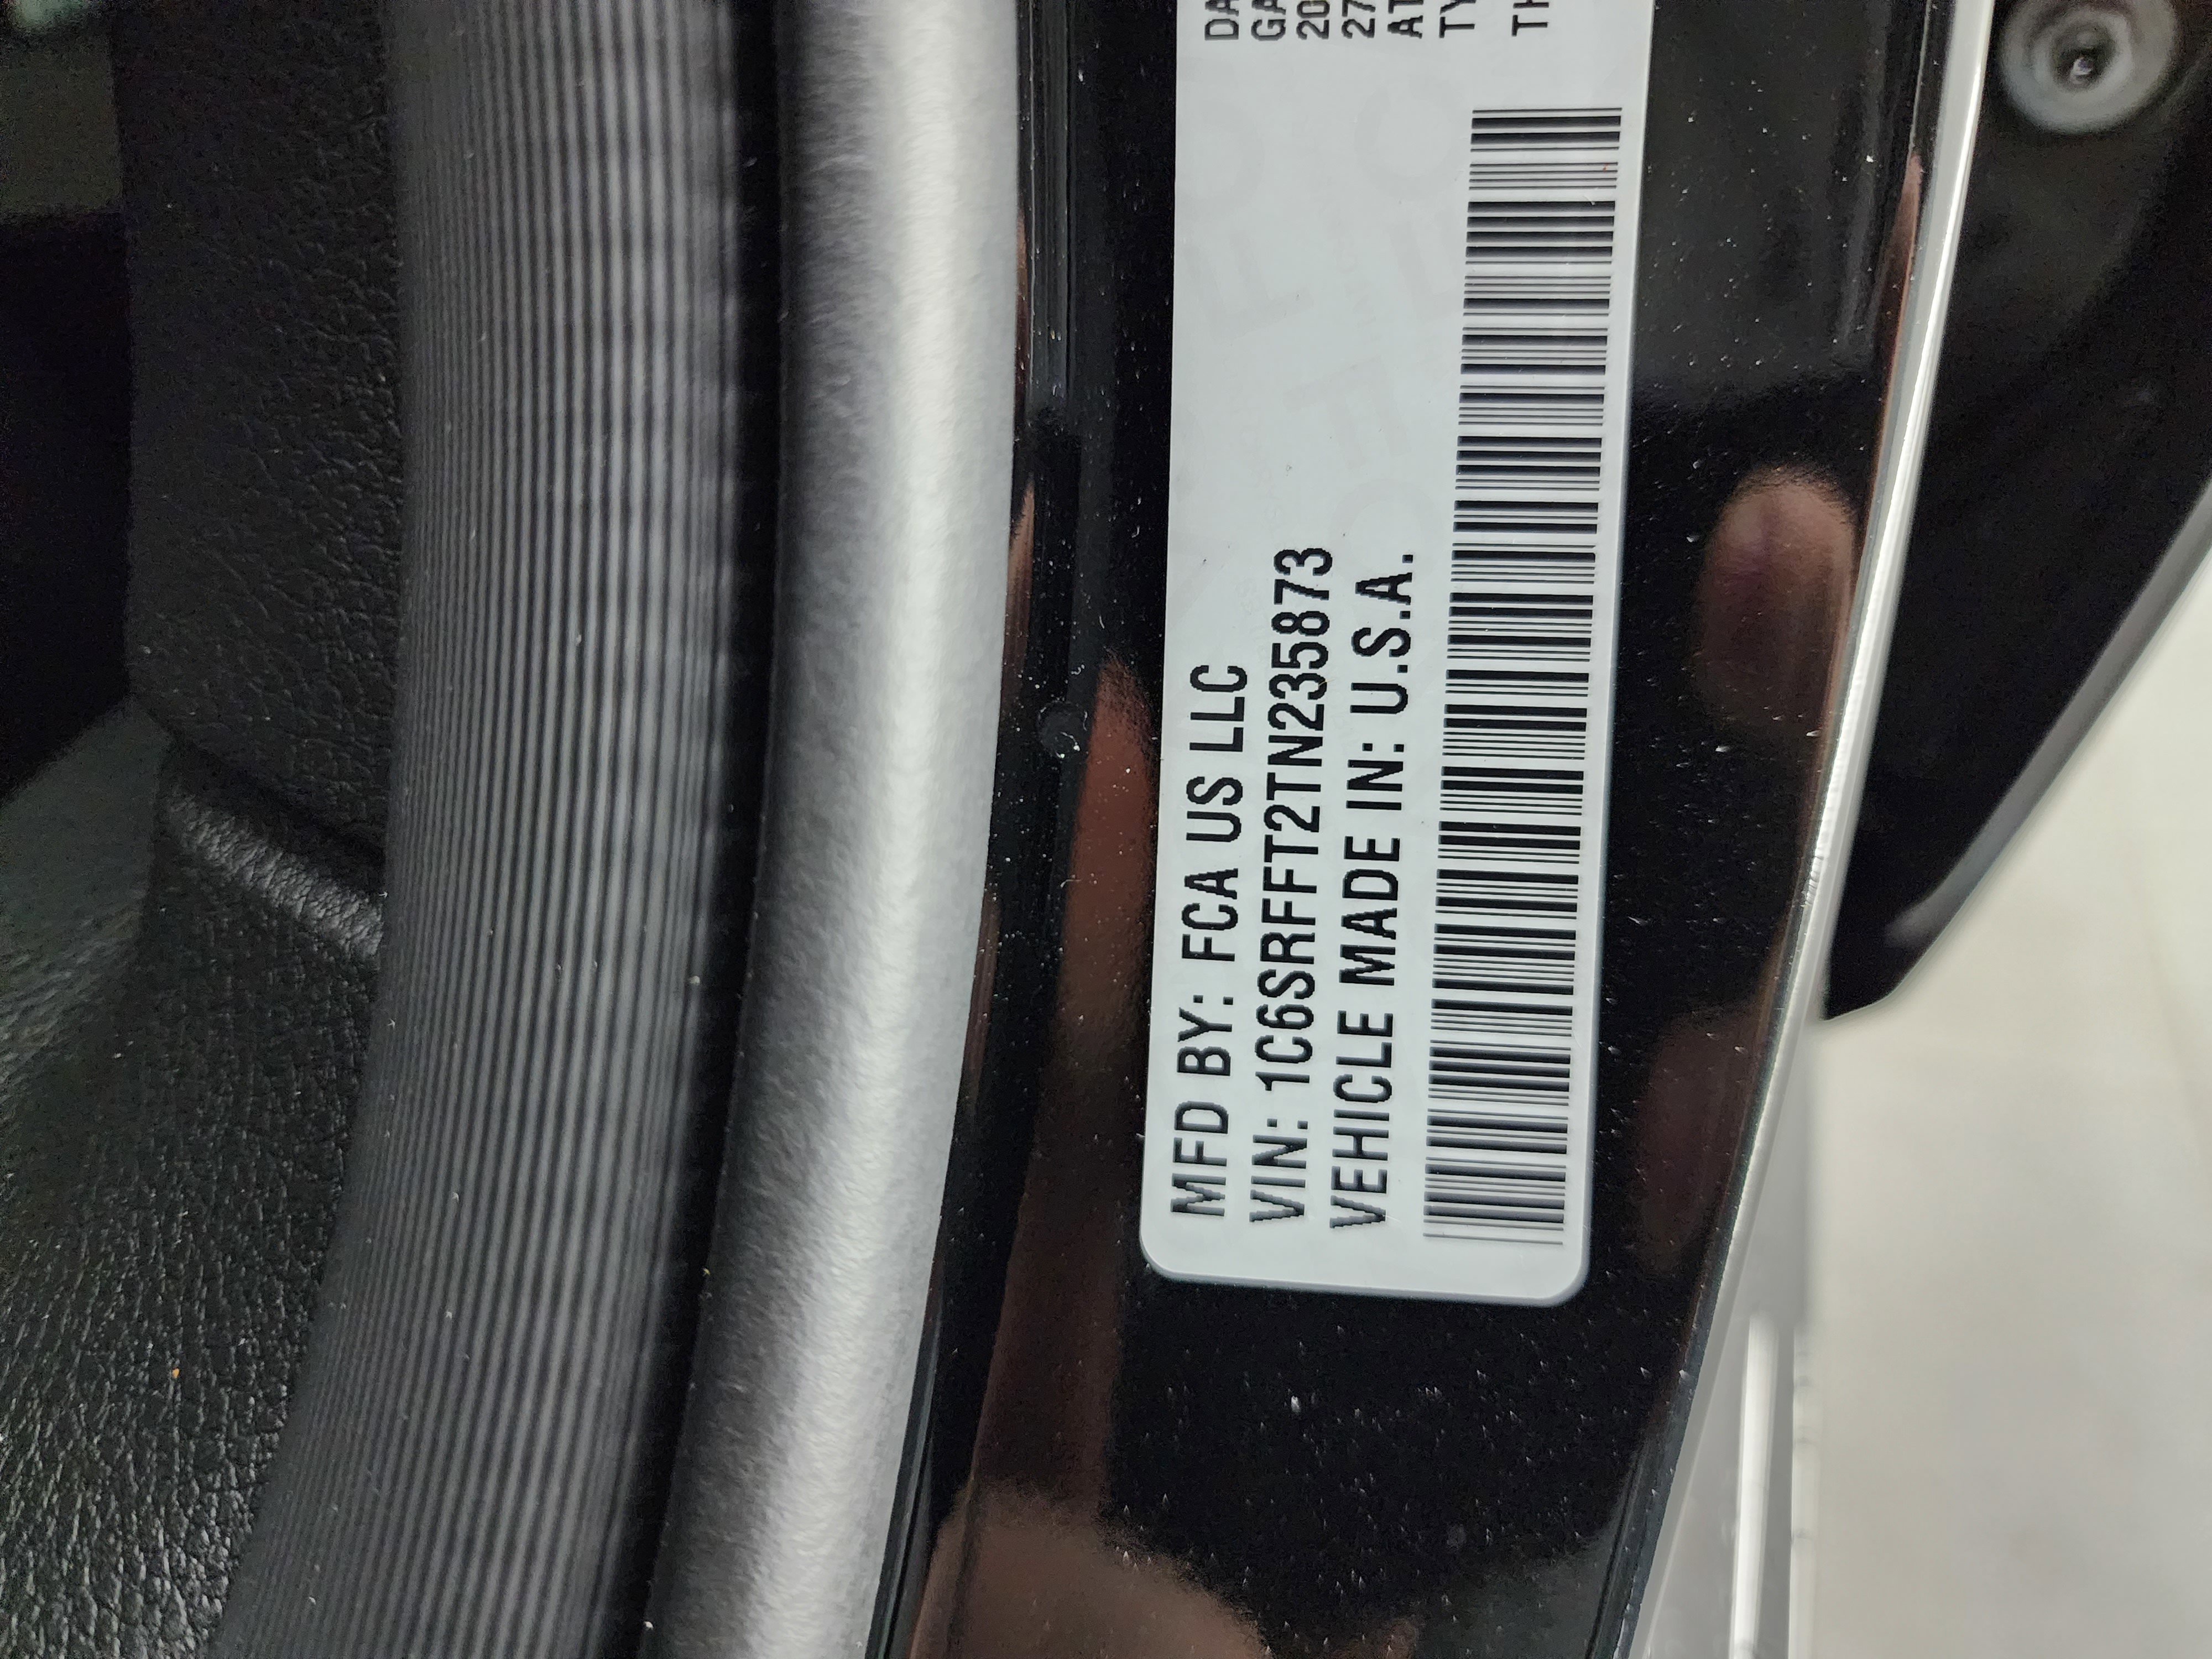 MFD BY: FCA US LLC
VIN: 1C6SRFFT2TN235873
VEHICLE MADE IN: U.S.A.